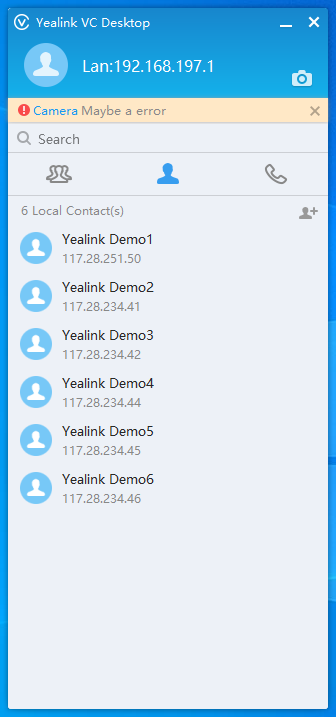 Yealink VC Desktop
Lan:192.168.197.1
Camera Maybe a error
Search
6 Local Contact(s)
Yealink Demo1
117.28.251.50
Yealink Demo2
117.28.234.41
Yealink Demo3
117.28.234.42
Yealink Demo4
117.28.234.44
Yealink Demo5
117.28.234.45
Yealink Demo6
117.28.234.46